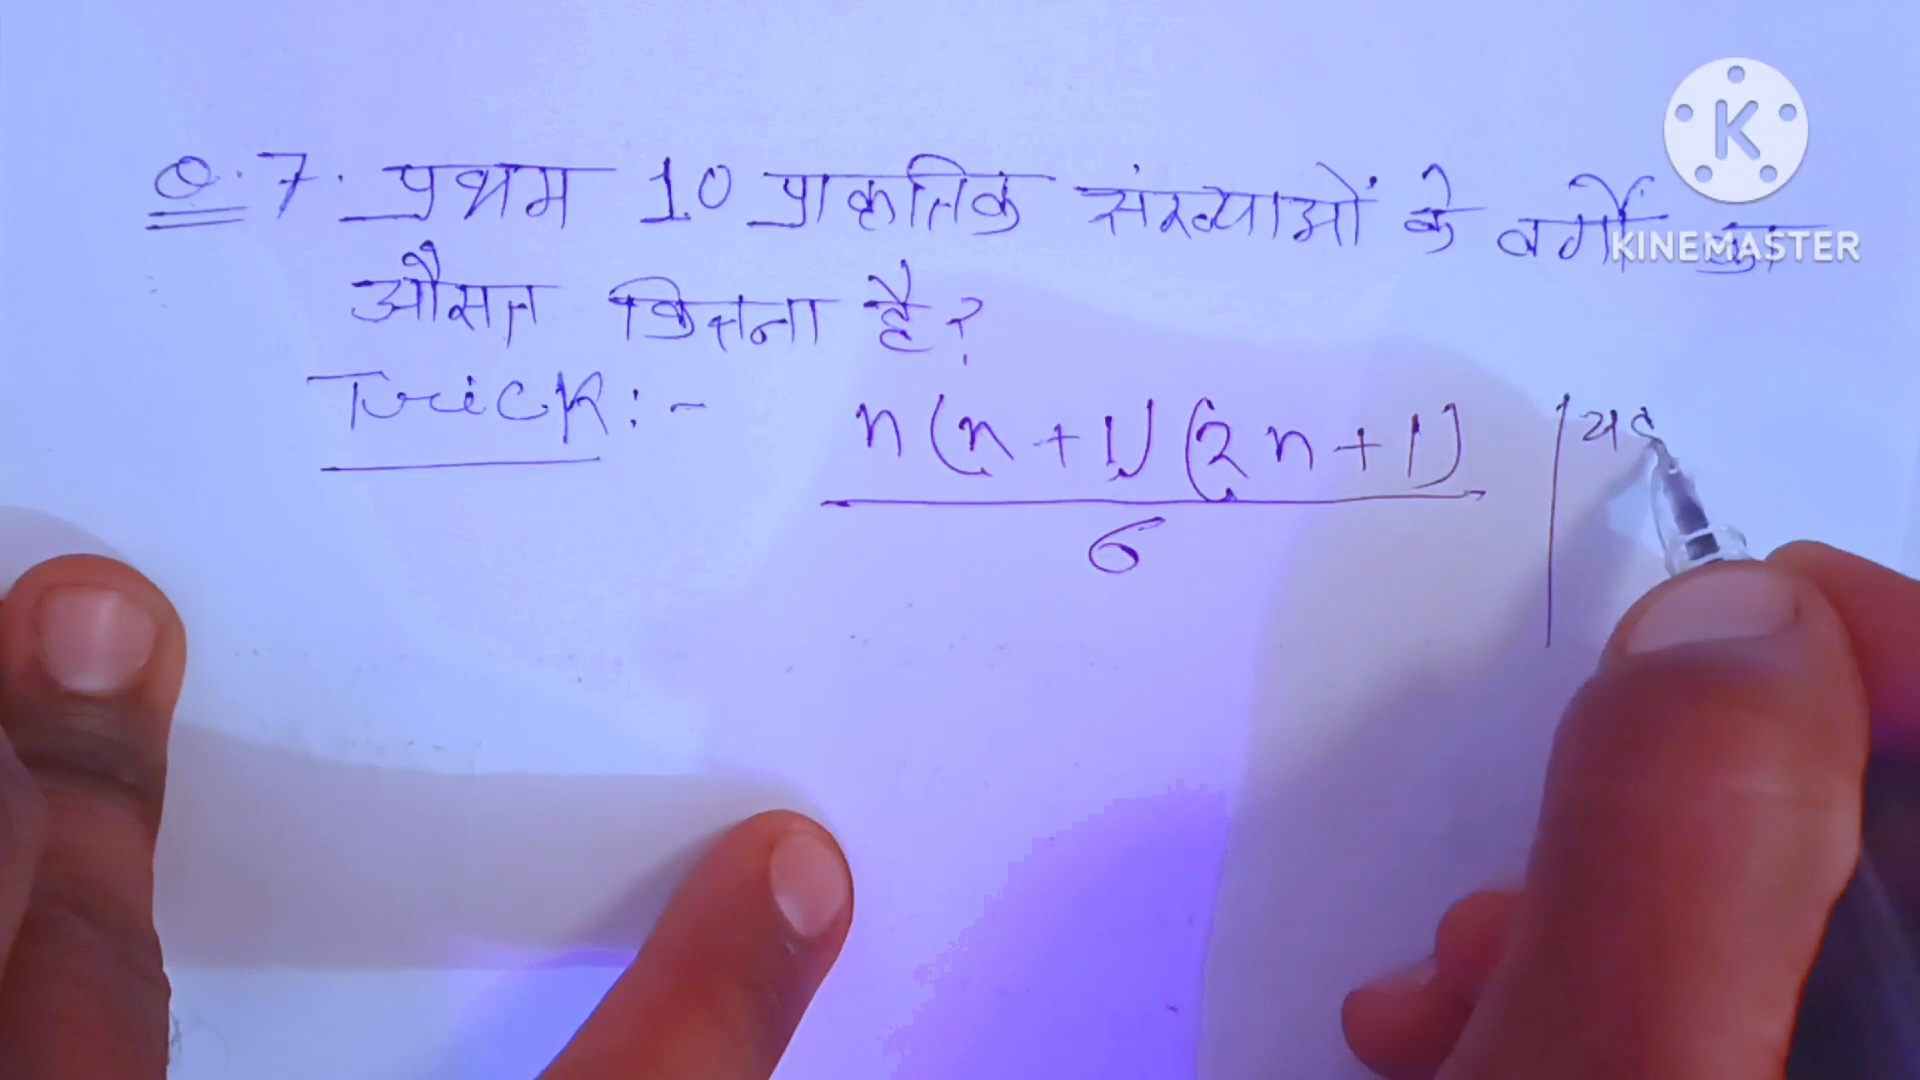 Q.7. प्रथम 10 प्राकृतिक संख्याओं के वर्गों का
औसत कितना है?
Trick :- n(n+1)(2n+1)
6
K
KINEMASTER